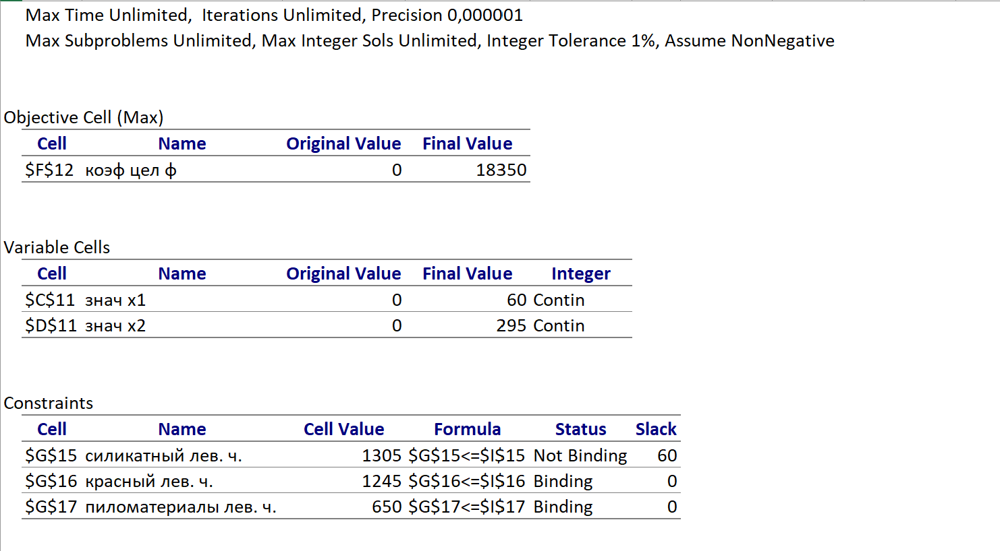 Max Time Unlimited,  Iterations Unlimited, Precision 0,000001
Max Subproblems Unlimited, Max Integer Sols Unlimited, Integer Tolerance 1%, Assume NonNegative
Objective Cell (Max)
Cell Name Original Value Final Value
$F$12 коэф цел ф 0 18350
Variable Cells
Cell Name Original Value Final Value Integer
$C$11 знач x1 0 60 Contin
$D$11 знач x2 0 295 Contin
Constraints
Cell Name Cell Value Formula Status Slack
$G$15 силикатный лев. ч. 1305 $G$15<=$I$15 Not Binding 60
$G$16 красный лев. ч. 1245 $G$16<=$I$16 Binding 0
$G$17 пиломатериалы лев. ч. 650 $G$17<=$I$17 Binding 0